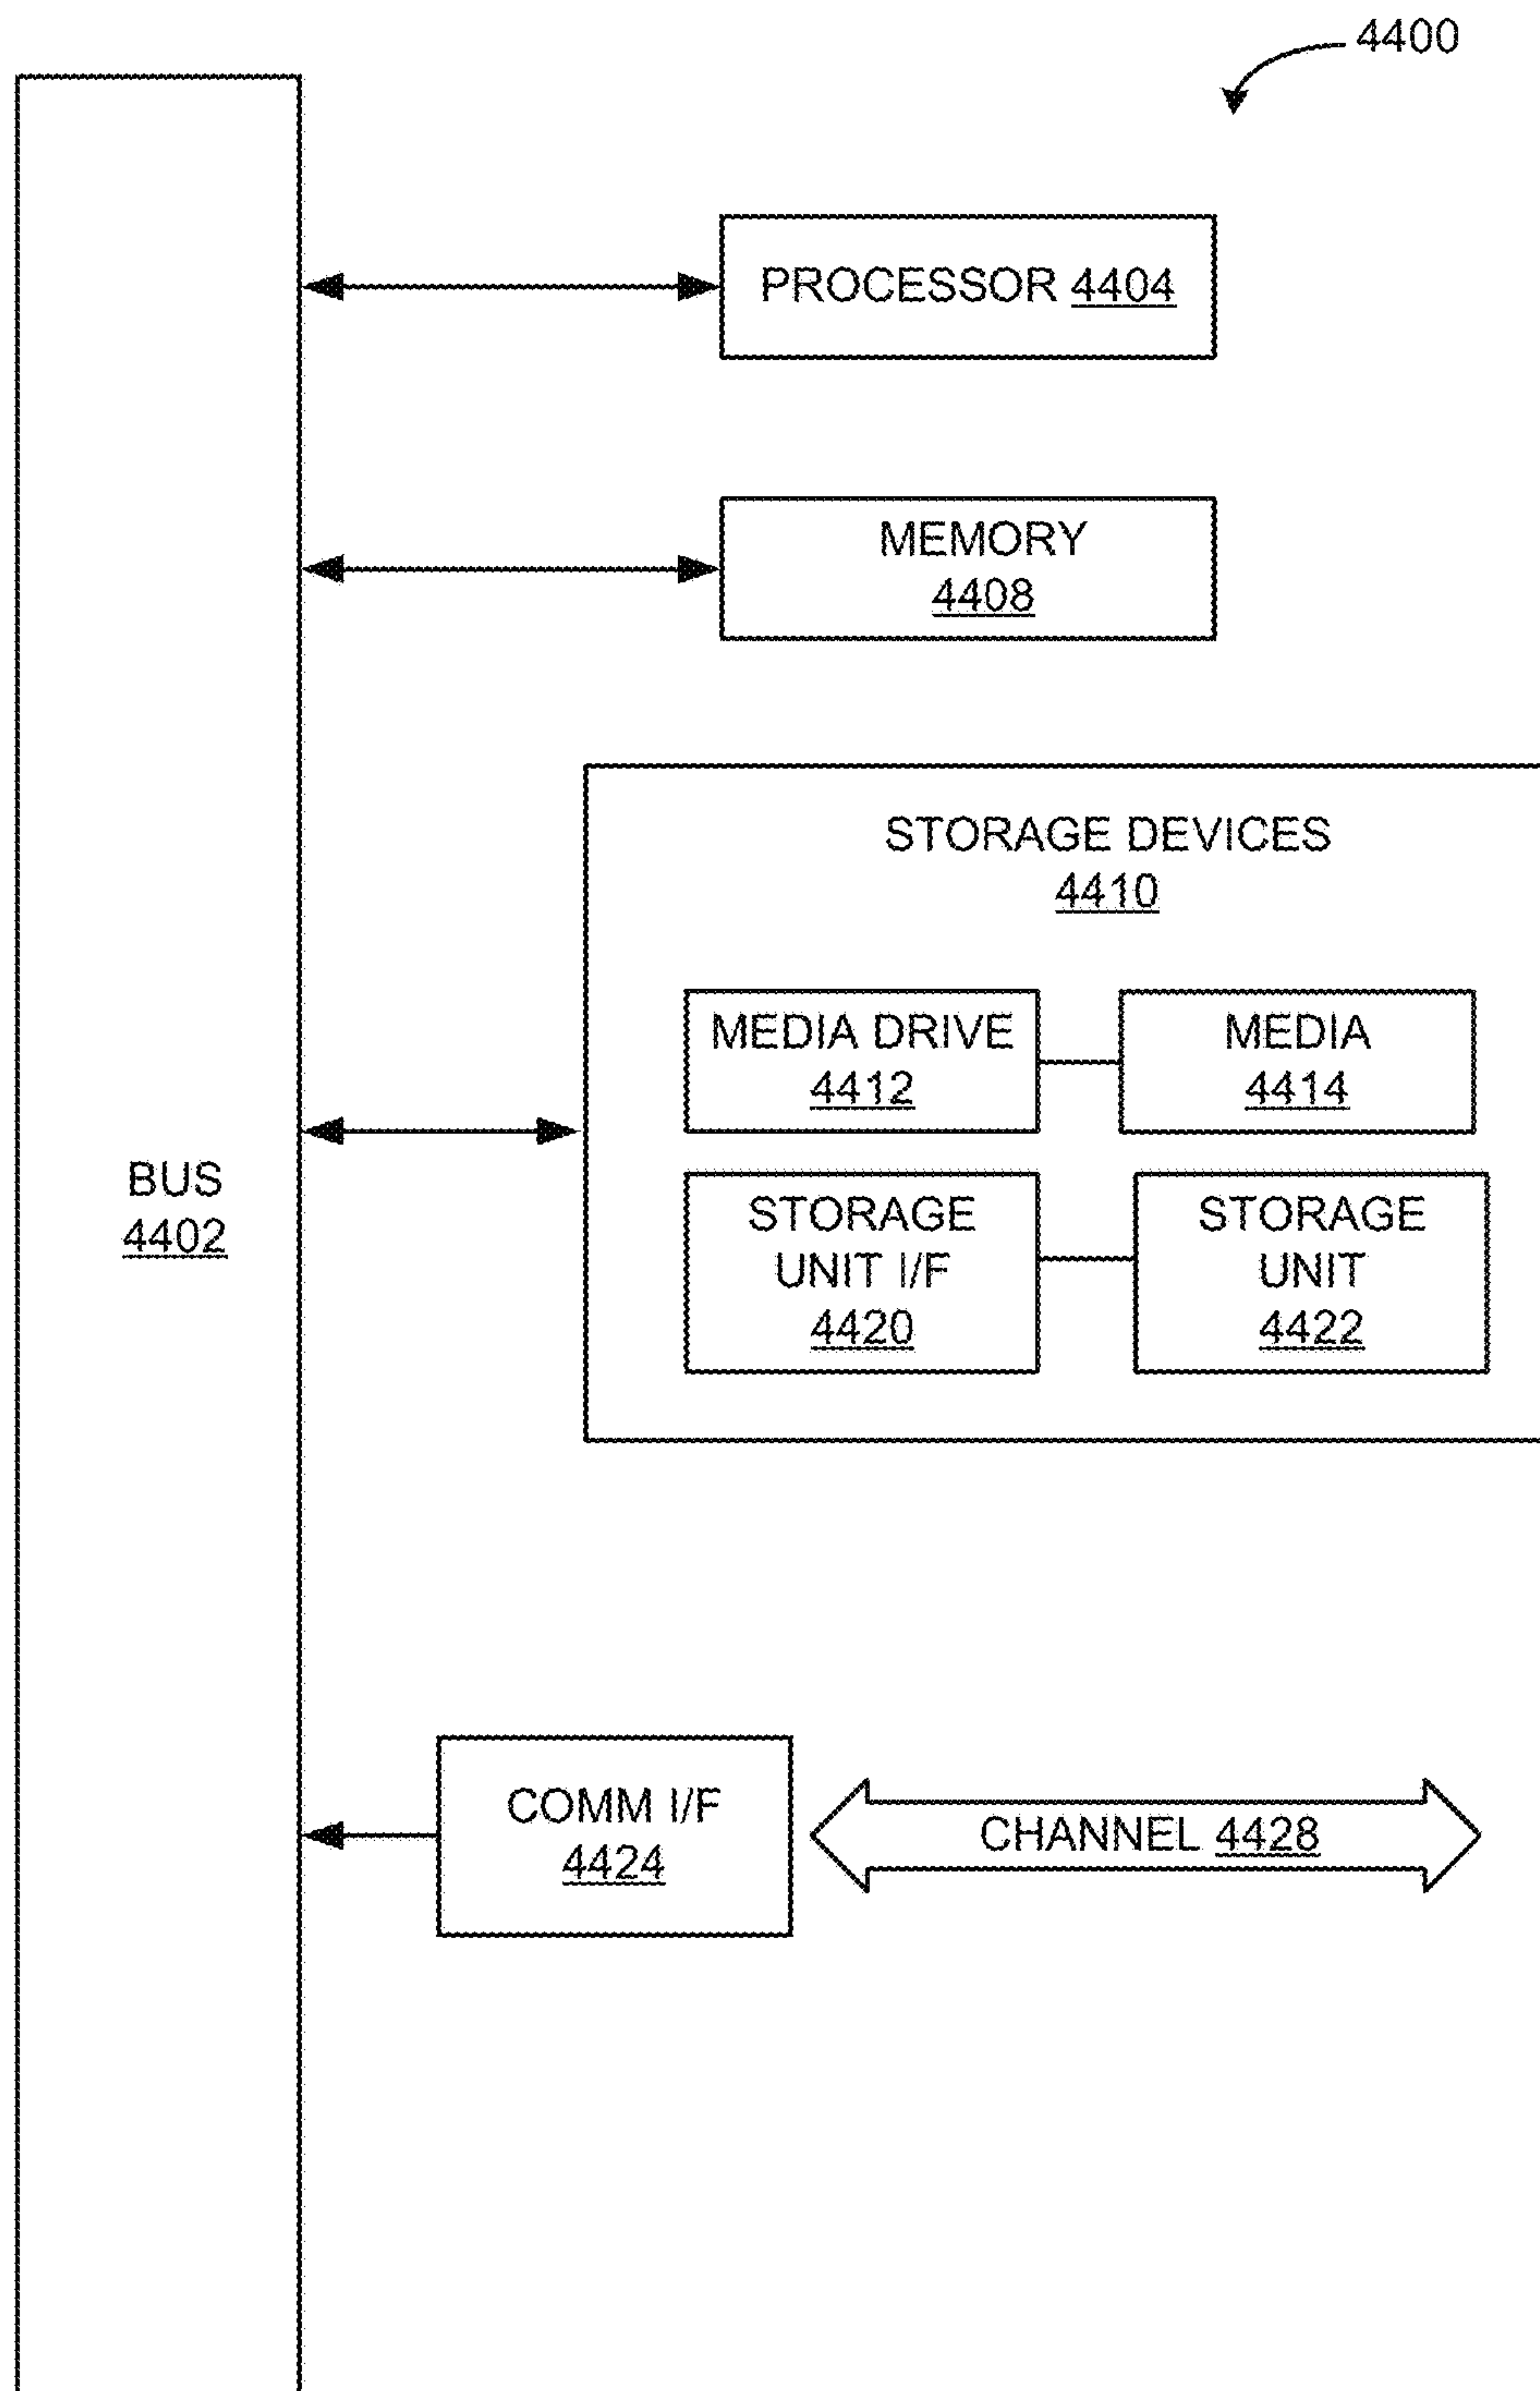 4400
PROCESSOR 4404
MEMORY
4408
STORAGE DEVICES
4410
MEDIA DRIVE
4412
MEDIA
4414
BUS
4402
STORAGE
UNIT I/F
4420
STORAGE
UNIT
4422
COMM I/F
4424
CHANNEL 4428